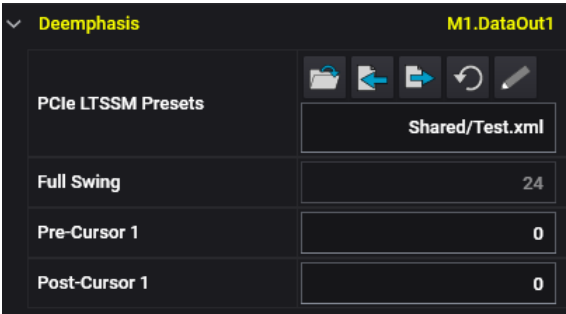 Deemphasis M1.DataOut1
PCIe LTSSM Presets
Shared/Test.xml
Full Swing 24
Pre-Cursor 1 0
Post-Cursor 1 0